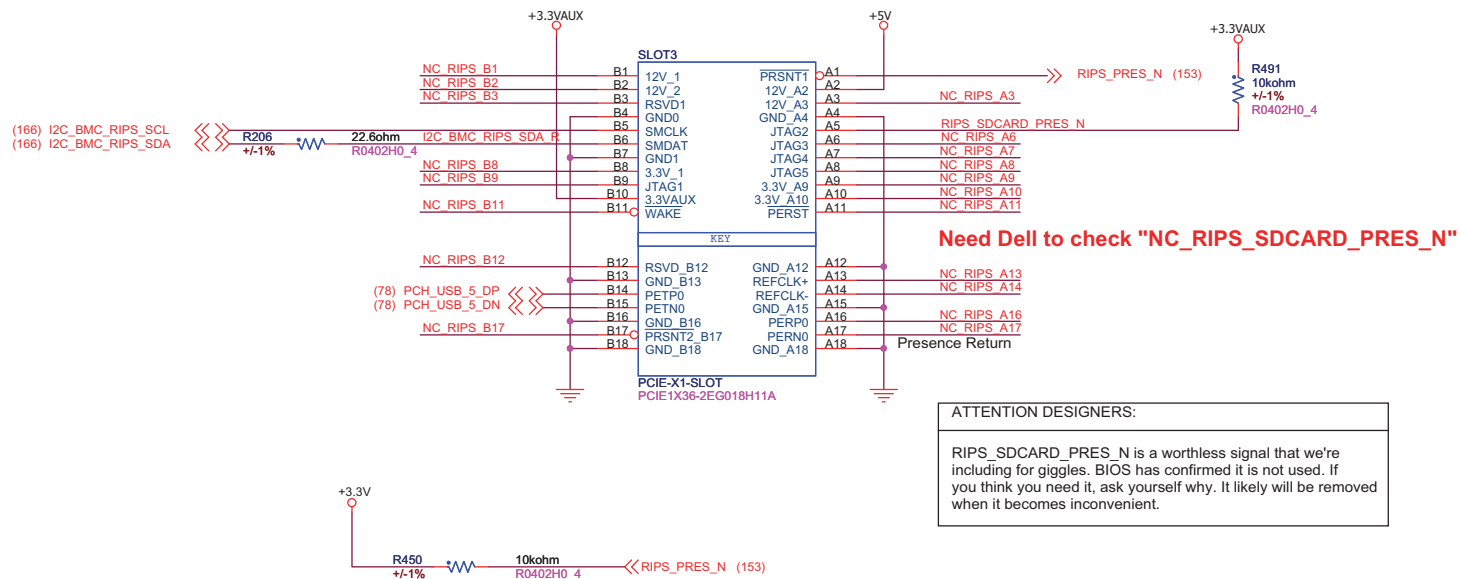 +3.3VAUX
+5V
+3.3VAUX
SLOT3
R491
10kohm
+/-1%
R0402H0_4
NC_RIPS_B1 B1 12V_1 PRSNT1 A1 RIPS_PRES_N (153)
NC_RIPS_B2 B2 12V_2 12V_A2 A2
NC_RIPS_B3 B3 RSVD1 12V_A3 A3 NC_RIPS_A3
B4 GND0 GND_A4 A4
(166) I2C_BMC_RIPS_SCL B5 SMCLK JTAG2 A5 RIPS_SDCARD_PRES_N
(166) I2C_BMC_RIPS_SDA R206 22.6ohm I2C_BMC_RIPS_SDA_R B6 SMDAT JTAG3 A6 NC_RIPS_A6
+/-1% R0402H0_4 B7 GND1 JTAG4 A7 NC_RIPS_A7
NC_RIPS_B8 B8 3.3V_1 JTAG5 A8 NC_RIPS_A8
NC_RIPS_B9 B9 JTAG1 3.3V_A9 A9 NC_RIPS_A9
B10 3.3VAUX 3.3V_A10 A10 NC_RIPS_A10
NC_RIPS_B11 B11 WAKE PERST A11 NC_RIPS_A11
KEY
Need Dell to check "NC_RIPS_SDCARD_PRES_N"
NC_RIPS_B12 B12 RSVD_B12 GND_A12 A12
B13 GND_B13 REFCLK+ A13 NC_RIPS_A13
(78) PCH_USB_5_DP B14 PETP0 REFCLK- A14 NC_RIPS_A14
(78) PCH_USB_5_DN B15 PETN0 GND_A15 A15
B16 GND_B16 PERP0 A16 NC_RIPS_A16
NC_RIPS_B17 B17 PRSNT2_B17 PERN0 A17 NC_RIPS_A17
B18 GND_B18 GND_A18 A18 Presence Return
PCIE-X1-SLOT
PCIE1X36-2EG018H11A
ATTENTION DESIGNERS:
RIPS_SDCARD_PRES_N is a worthless signal that we're
including for giggles. BIOS has confirmed it is not used. If
you think you need it, ask yourself why. It likely will be removed
when it becomes inconvenient.
+3.3V
R450 10kohm RIPS_PRES_N (153)
+/-1% R0402H0_4